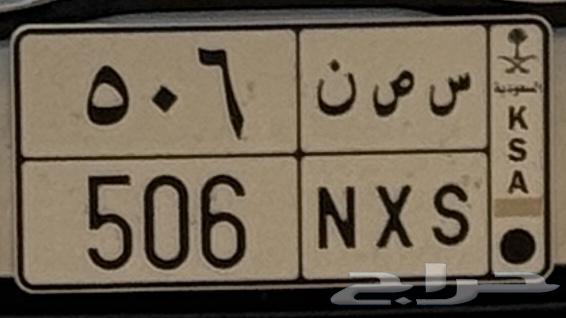 ٥٠٦ س ص ن
506 NXS
السعودية
K
S
A
حراج